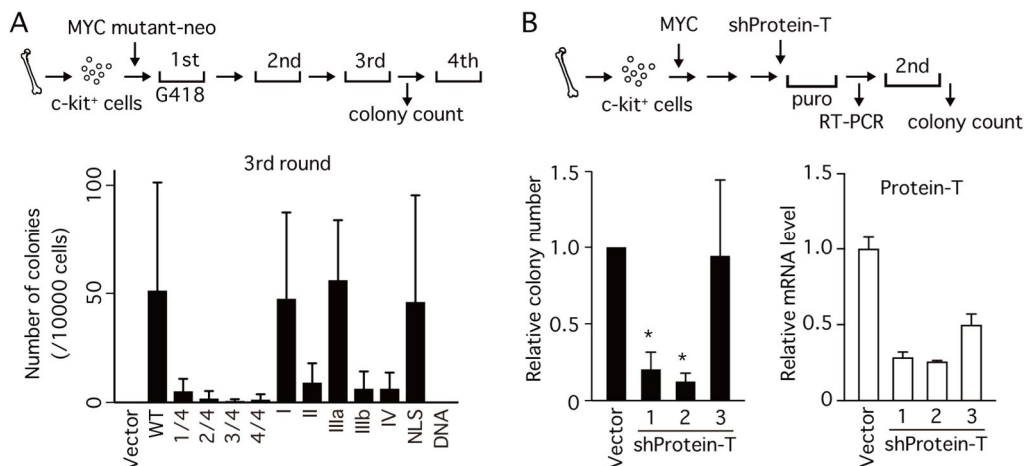 A
MYC mutant-neo
c-kit+ cells
1st
G418
2nd
3rd
4th
colony count
3rd round
Number of colonies
(/10000 cells)
100
50
0
Vector
WT
1/4
2/4
3/4
4/4
I
II
IIIa
IIIb
IV
NLS
DNA
B
MYC
shProtein-T
c-kit+ cells
puro
2nd
RT-PCR
colony count
Relative colony number
1.5
1.0
0.5
0
*
*
Vector
1 2 3
shProtein-T
Protein-T
Relative mRNA level
1.5
1.0
0.5
0
Vector
1 2 3
shProtein-T